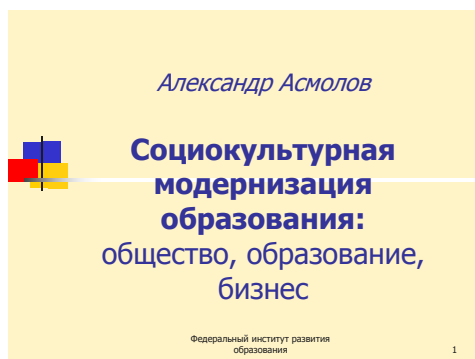 Александр Асмолов
Социокультурная
модернизация
образования:
общество, образование,
бизнес
Федеральный институт развития
образования
1